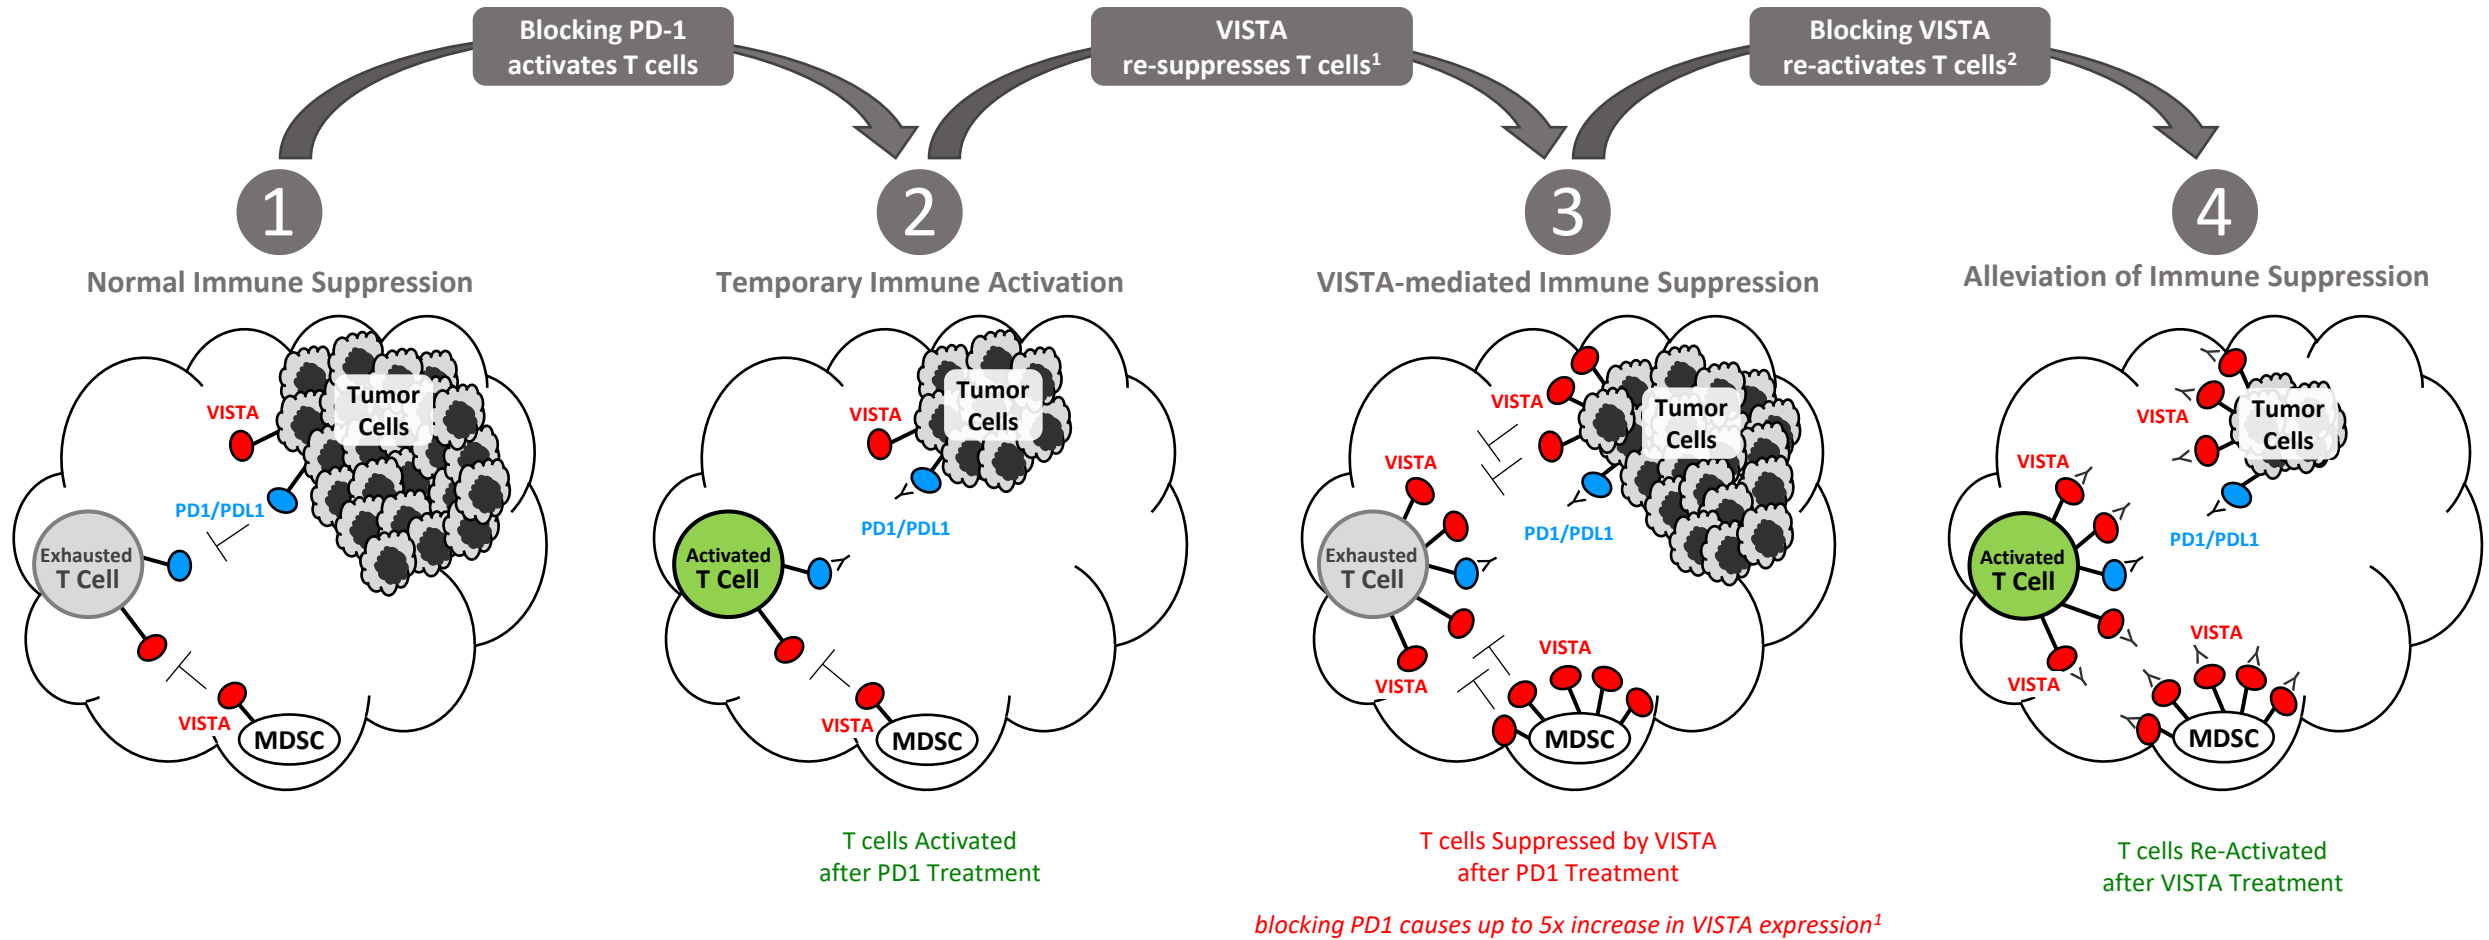 Blocking PD-1
activates T cells
VISTA
re-suppresses T cells¹
Blocking VISTA
re-activates T cells²
1
2
3
4
Normal Immune Suppression
Temporary Immune Activation
VISTA-mediated Immune Suppression
Alleviation of Immune Suppression
Tumor
Cells
VISTA
PD1/PDL1
Exhausted
T Cell
VISTA
MDSC
Tumor
Cells
VISTA
PD1/PDL1
Activated
T Cell
VISTA
MDSC
T cells Activated
after PD1 Treatment
VISTA
Tumor
Cells
VISTA
PD1/PDL1
Exhausted
T Cell
VISTA
VISTA
MDSC
T cells Suppressed by VISTA
after PD1 Treatment
blocking PD1 causes up to 5x increase in VISTA expression¹
Tumor
Cells
VISTA
VISTA
PD1/PDL1
Activated
T Cell
VISTA
VISTA
MDSC
T cells Re-Activated
after VISTA Treatment